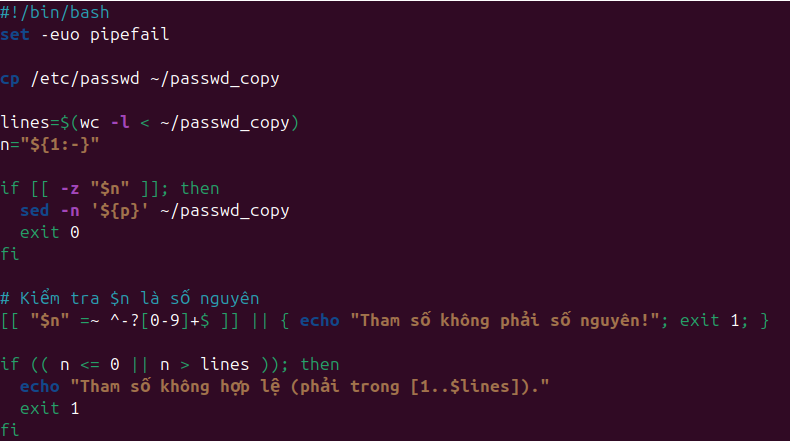 #!/bin/bash
set -euo pipefail
cp /etc/passwd ~/passwd_copy
lines=$(wc -l < ~/passwd_copy)
n="${1:-}"
if [[ -z "$n" ]]; then
  sed -n '${p}' ~/passwd_copy
  exit 0
fi
# Kiểm tra $n là số nguyên
[[ "$n" =~ ^-?[0-9]+$ ]] || { echo "Tham số không phải số nguyên!"; exit 1; }
if (( n <= 0 || n > lines )); then
  echo "Tham số không hợp lệ (phải trong [1..$lines])."
  exit 1
fi